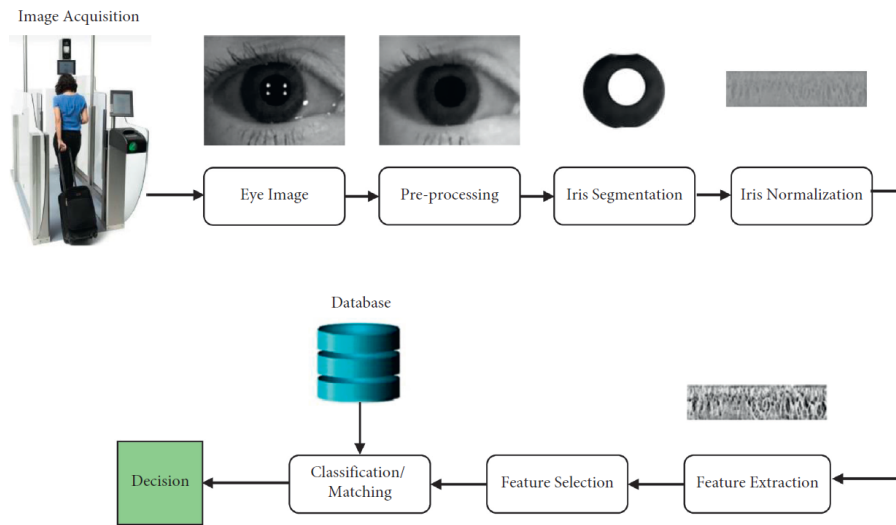 Image Acquisition
Eye Image
Pre-processing
Iris Segmentation
Iris Normalization
Database
Decision
Classification/
Matching
Feature Selection
Feature Extraction